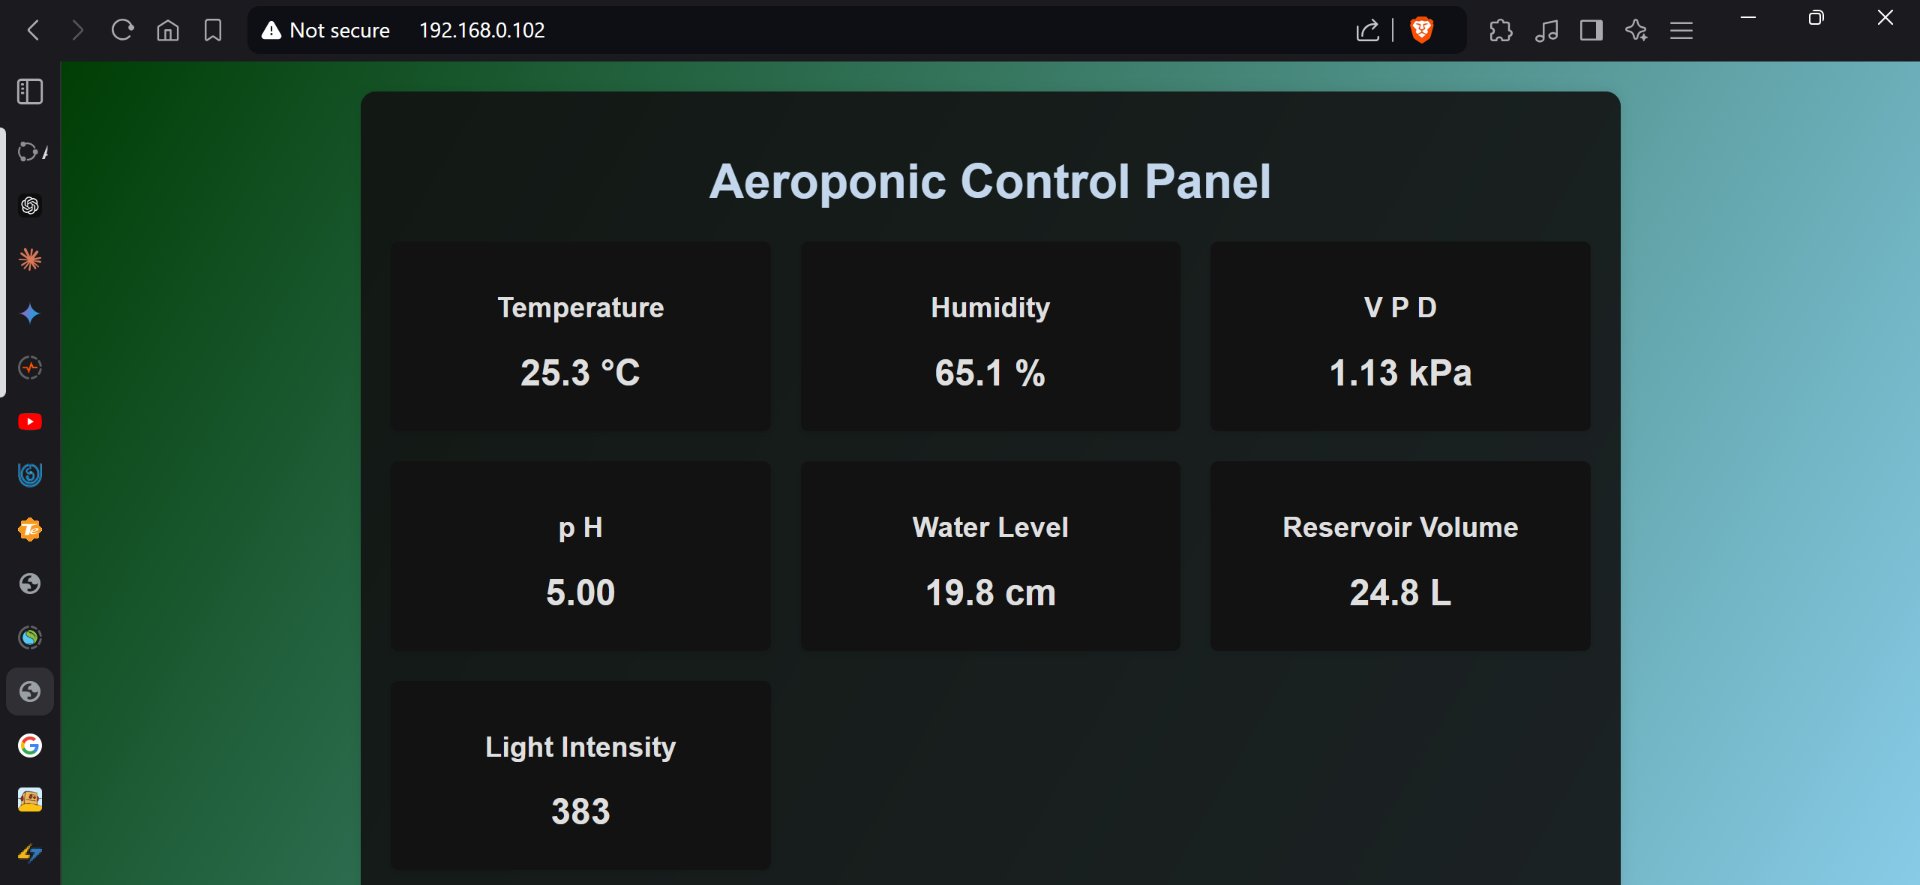 Not secure 192.168.0.102
Aeroponic Control Panel
Temperature
25.3 °C
Humidity
65.1 %
V P D
1.13 kPa
p H
5.00
Water Level
19.8 cm
Reservoir Volume
24.8 L
Light Intensity
383